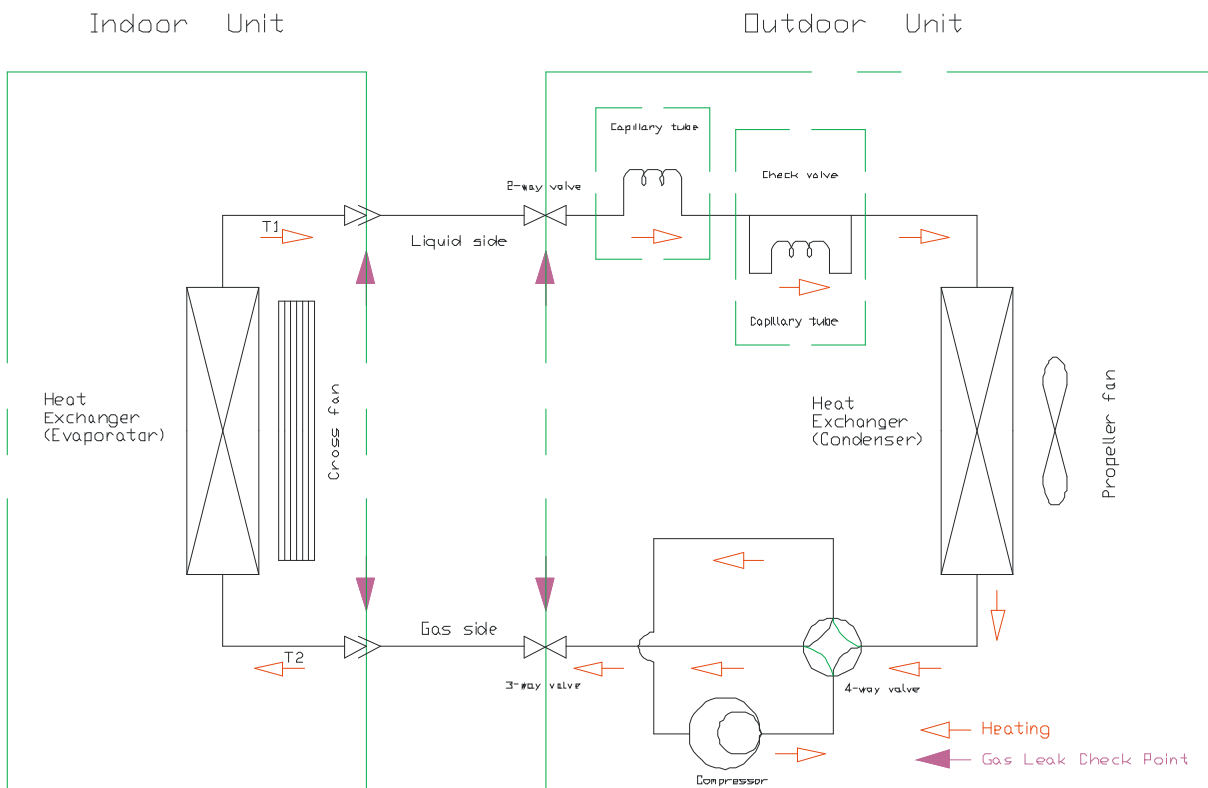 Indoor Unit
Outdoor Unit
Capillary tube
Check valve
2-way valve
T1
Liquid side
Capillary tube
Heat
Exchanger
(Evaporator)
Cross fan
Heat
Exchanger
(Condenser)
Propeller fan
Gas side
T2
3-way valve
4-way valve
Heating
Gas Leak Check Point
Compressor